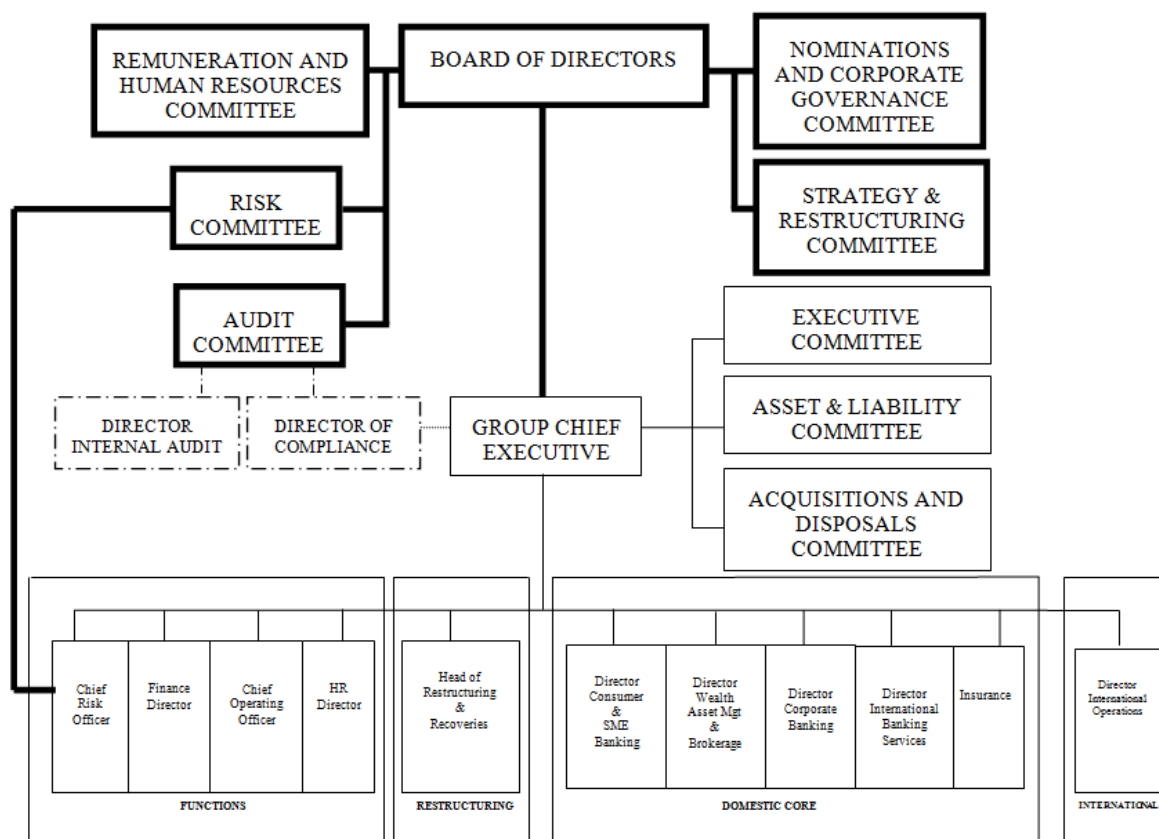 REMUNERATION AND
HUMAN RESOURCES
COMMITTEE
BOARD OF DIRECTORS
NOMINATIONS
AND CORPORATE
GOVERNANCE
COMMITTEE
RISK
COMMITTEE
STRATEGY &
RESTRUCTURING
COMMITTEE
AUDIT
COMMITTEE
EXECUTIVE
COMMITTEE
DIRECTOR
INTERNAL AUDIT
DIRECTOR OF
COMPLIANCE
GROUP CHIEF
EXECUTIVE
ASSET & LIABILITY
COMMITTEE
ACQUISITIONS AND
DISPOSALS
COMMITTEE
Chief
Risk
Officer
Finance
Director
Chief
Operating
Officer
HR
Director
Head of
Restructuring
&
Recoveries
Director
Consumer
&
SME
Banking
Director
Wealth
Asset Mgt
&
Brokerage
Director
Corporate
Banking
Director
International
Banking
Services
Insurance
Director
International
Operations
FUNCTIONS
RESTRUCTURING
DOMESTIC CORE
INTERNATIONAL